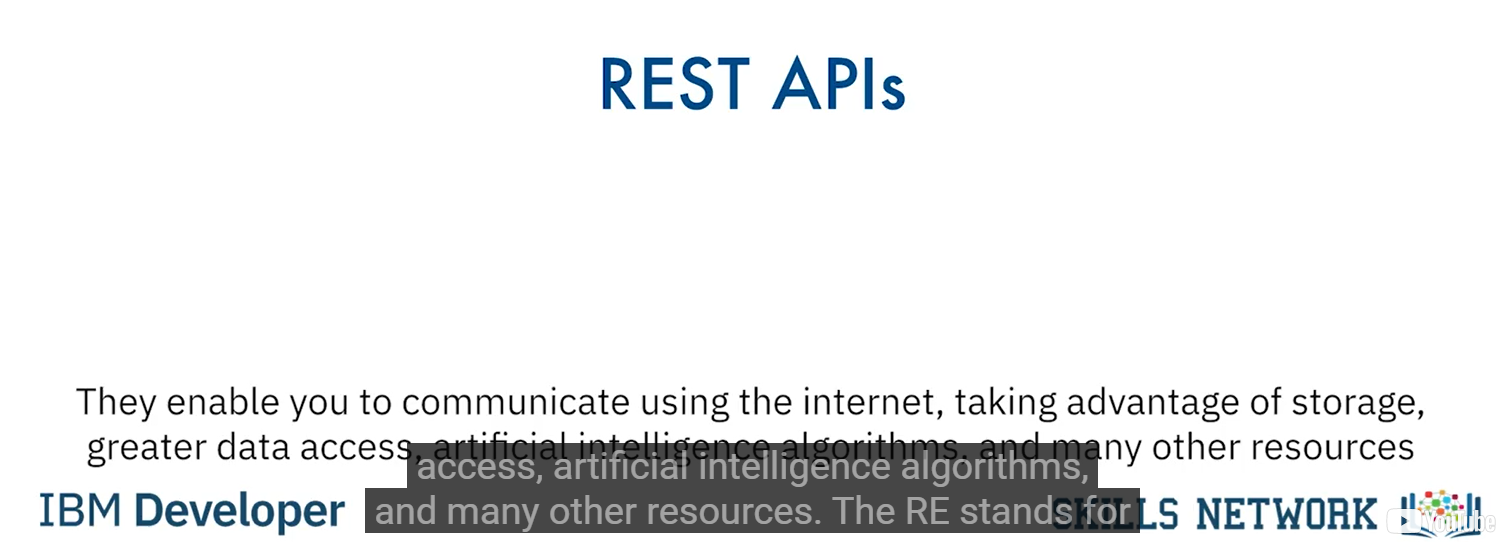 REST APIs
They enable you to communicate using the internet, taking advantage of storage,
greater data access, artificial intelligence algorithms, and many other resources
access, artificial intelligence algorithms,
and many other resources. The RE stands for
IBM Developer
SKILLS NETWORK
YouTube